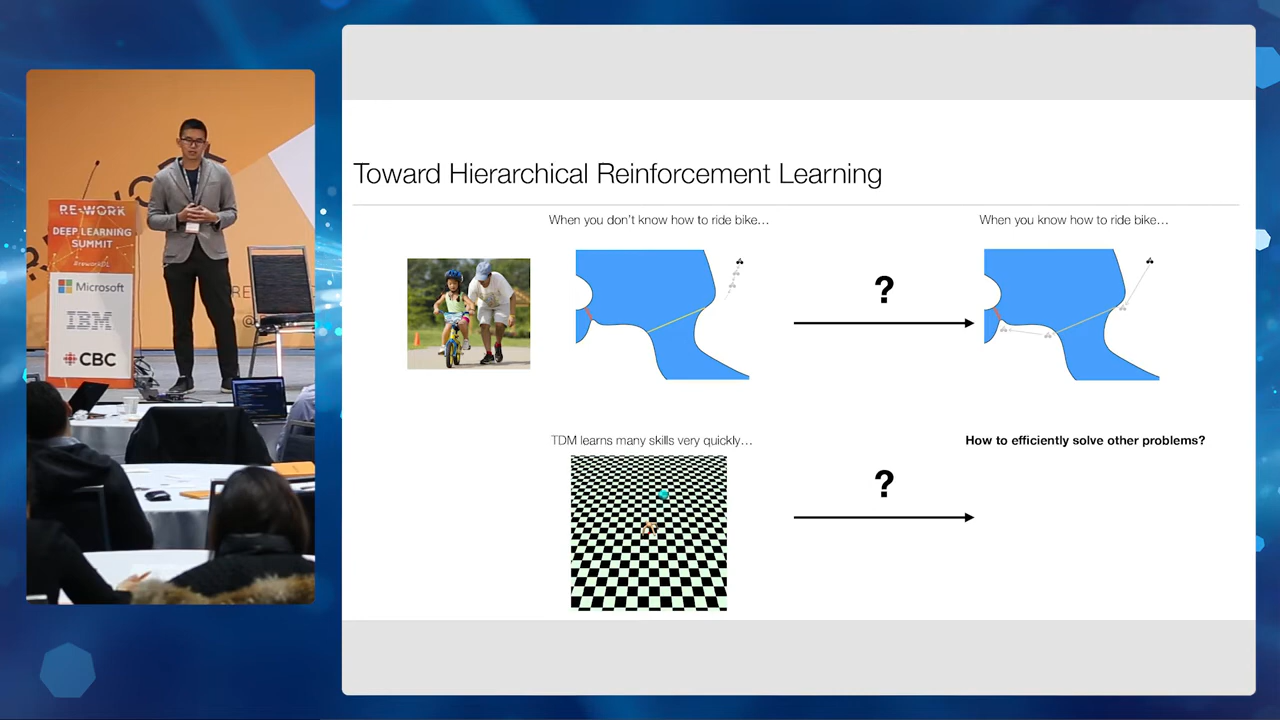 RE•WORK
DEEP LEARNING
SUMMIT
#reworkDL
Microsoft
IBM
CBC
Toward Hierarchical Reinforcement Learning
When you don't know how to ride bike…
When you know how to ride bike…
?
TDM learns many skills very quickly…
How to efficiently solve other problems?
?